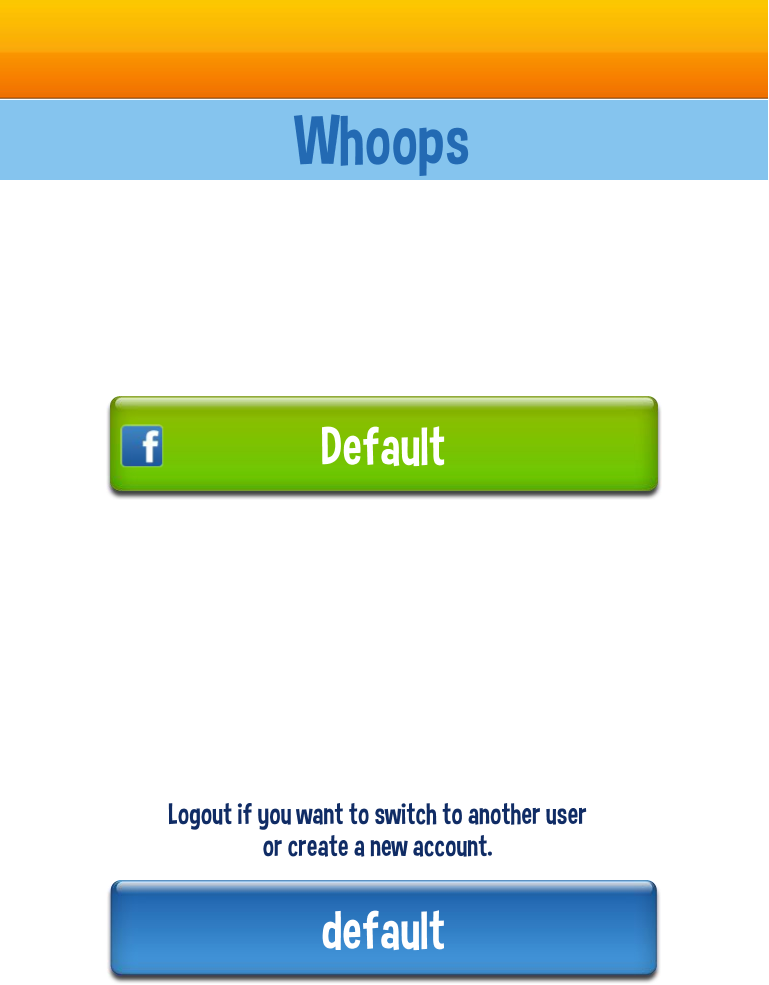 Whoops
f Default
Logout if you want to switch to another user
or create a new account.
default